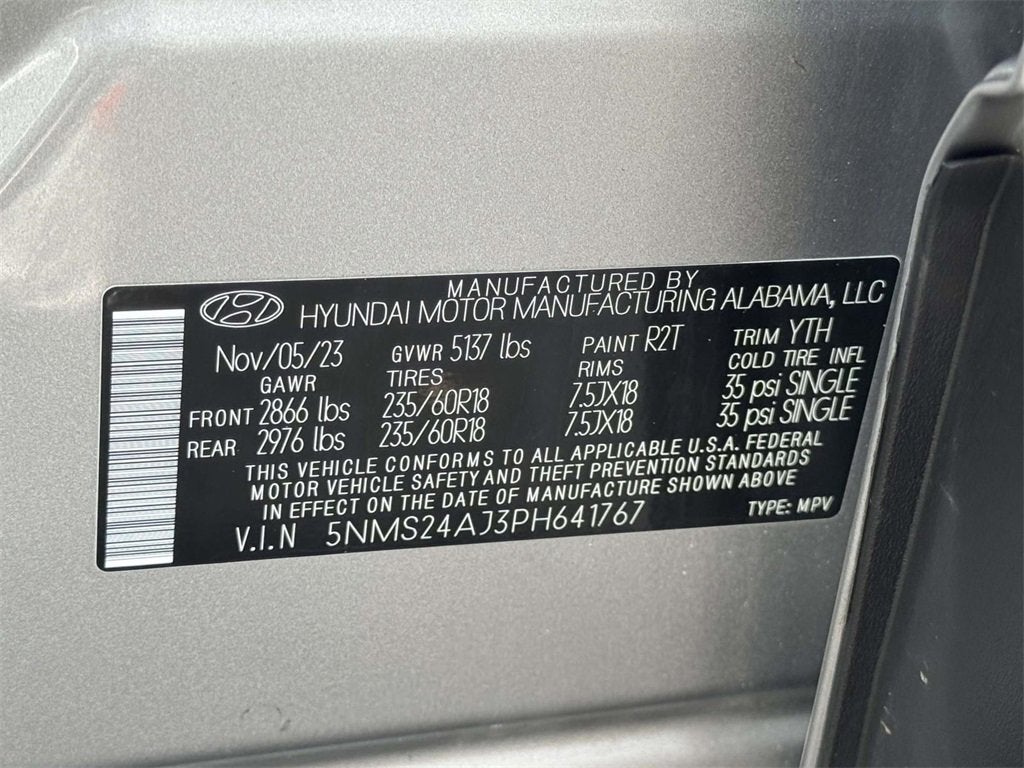 MANUFACTURED BY
HYUNDAI MOTOR MANUFACTURING ALABAMA, LLC
Nov/05/23 GVWR 5137 lbs PAINT R2T TRIM YTH
GAWR TIRES RIMS COLD TIRE INFL
FRONT 2866 lbs 235/60R18 7.5JX18 35 psi SINGLE
REAR 2976 lbs 235/60R18 7.5JX18 35 psi SINGLE
THIS VEHICLE CONFORMS TO ALL APPLICABLE U.S.A. FEDERAL
MOTOR VEHICLE SAFETY AND THEFT PREVENTION STANDARDS
IN EFFECT ON THE DATE OF MANUFACTURE SHOWN ABOVE
V.I.N 5NMS24AJ3PH641767 TYPE: MPV